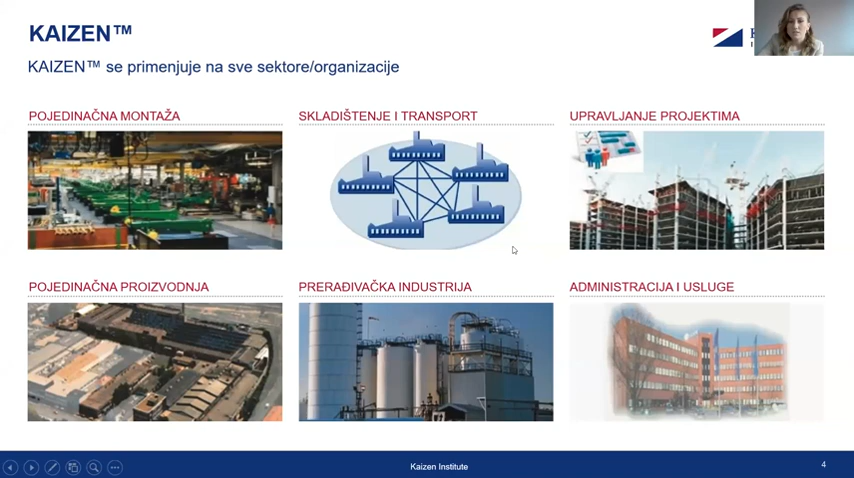 KAIZEN™
KAIZEN™ se primenjuje na sve sektore/organizacije
POJEDINAČNA MONTAŽA
SKLADIŠTENJE I TRANSPORT
UPRAVLJANJE PROJEKTIMA
POJEDINAČNA PROIZVODNJA
PRERAĐIVAČKA INDUSTRIJA
ADMINISTRACIJA I USLUGE
Kaizen Institute
4